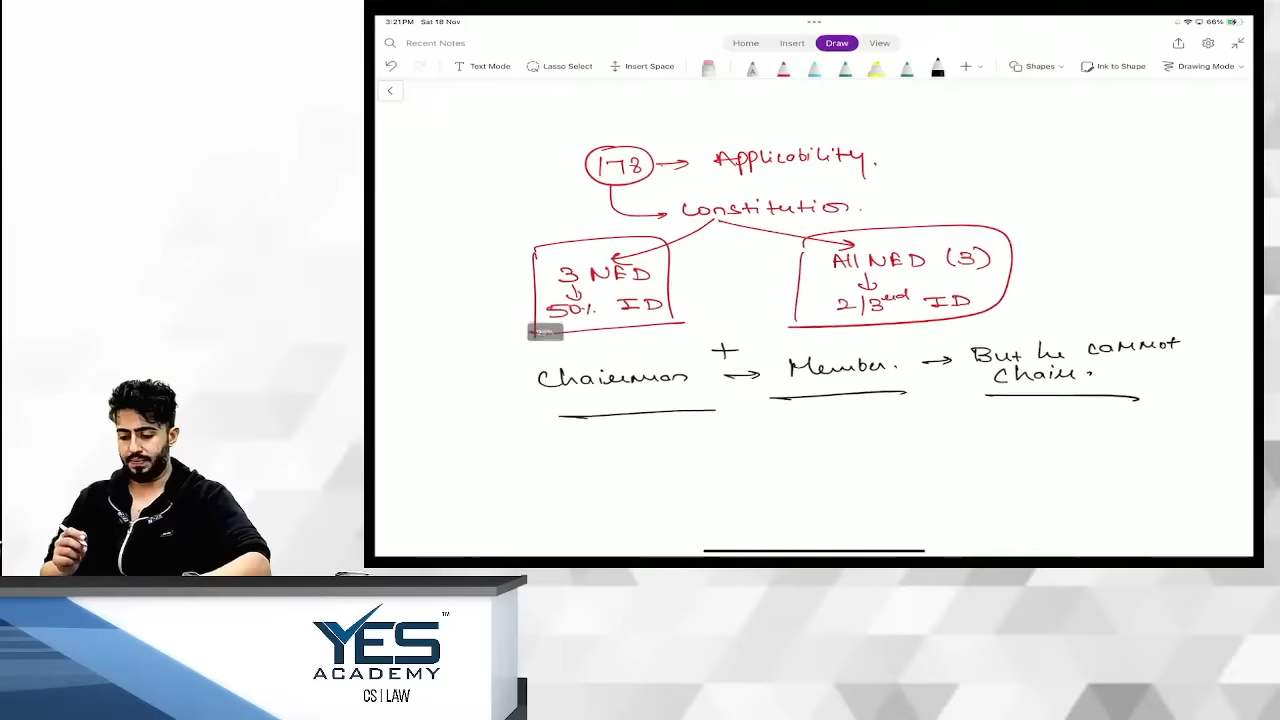 3:21 PM Sat 18 Nov
66%
Recent Notes
Home Insert Draw View
Text Mode Lasso Select Insert Space Shapes Ink to Shape Drawing Mode
178 → Applicability.
Constitution.
3 NED
50% ID
All NED (3)
2/3rd ID
Chairman + → Member. → But he cannot
Chair.
YES
ACADEMY
CS | LAW
TM